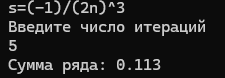 s=(-1)/(2n)^3
Введите число итераций
5
Сумма ряда: 0.113